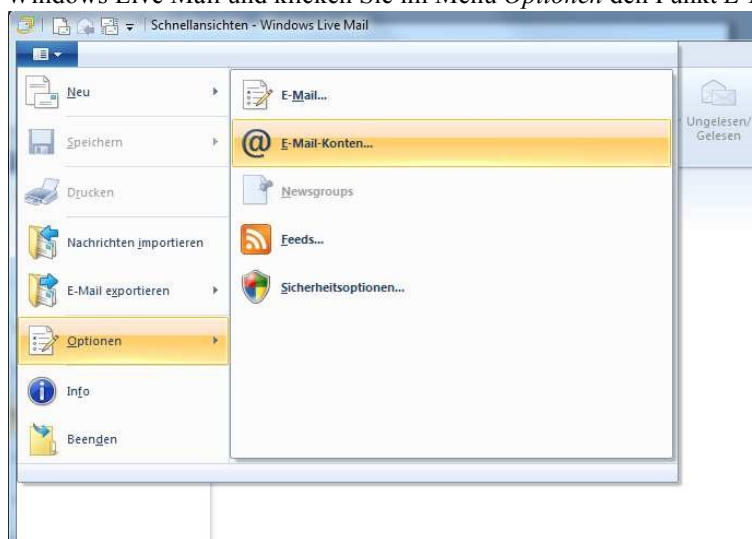 Windows Live Mail und klicken Sie im Menü Optionen den Punkt
Schnellansichten - Windows Live Mail
Neu
Speichern
Drucken
Nachrichten importieren
E-Mail exportieren
Optionen
Info
Beenden
E-Mail...
E-Mail-Konten...
Newsgroups
Feeds...
Sicherheitsoptionen...
Ungelesen/
Gelesen